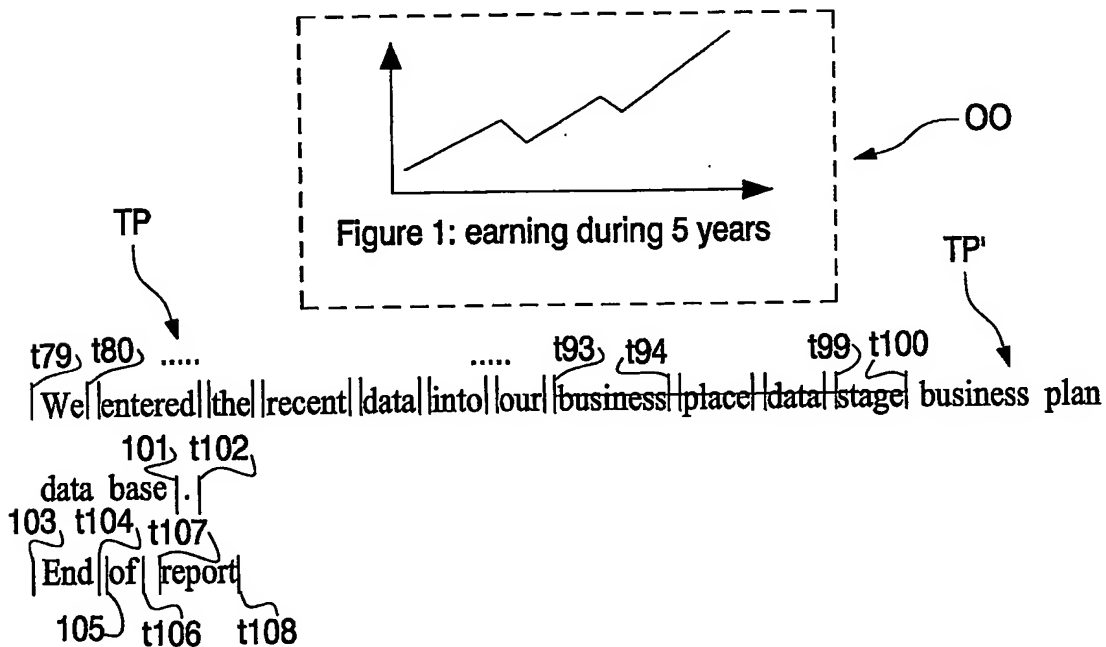 OO
Figure 1: earning during 5 years
TP
TP'
t79 t80 ..... ..... t93 t94 t99 t100
We entered the recent data into our business place data stage business plan
101 t102
data base .
103 t104 t107
End of report
105 t106 t108